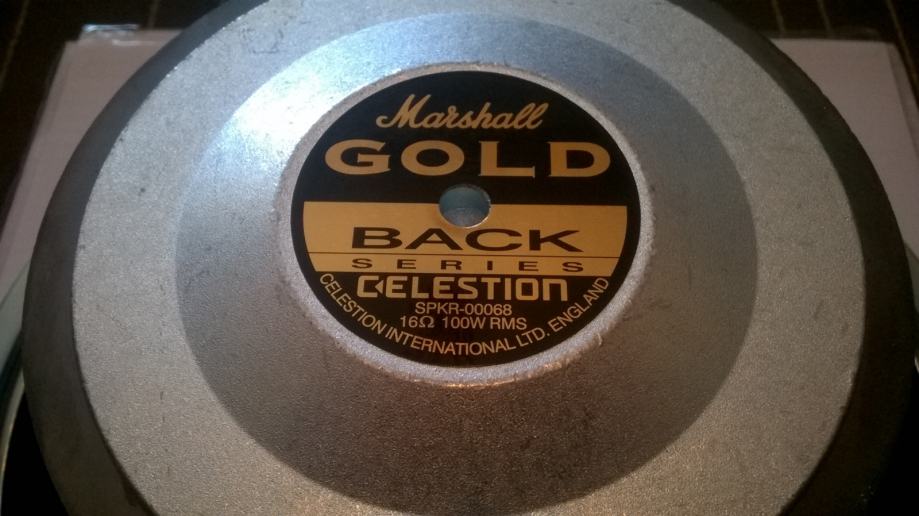 Marshall
GOLD
BACK
SERIES
CELESTION
SPKR-00068
16Ω 100W RMS
CELESTION INTERNATIONAL LTD. ENGLAND